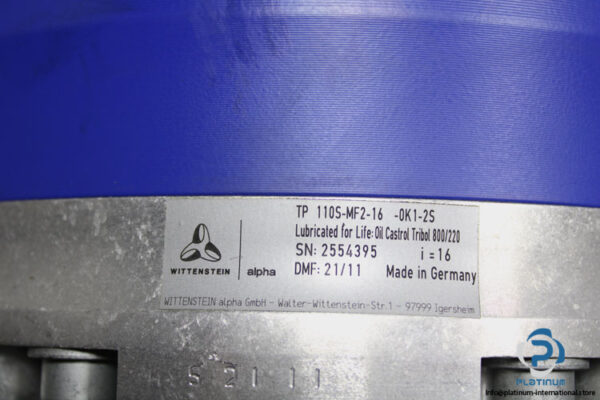 TP 110S-MF2-16 -0K1-2S
Lubricated for Life: Oil Castrol Tribol 800/220
SN: 2554395 i = 16
DMF: 21/11 Made in Germany
WITTENSTEIN alpha
WITTENSTEIN alpha GmbH - Walter-Wittenstein-Str.1 - 97999 Igersheim
S 21 11
PLATINUM
info@platinum-international.store